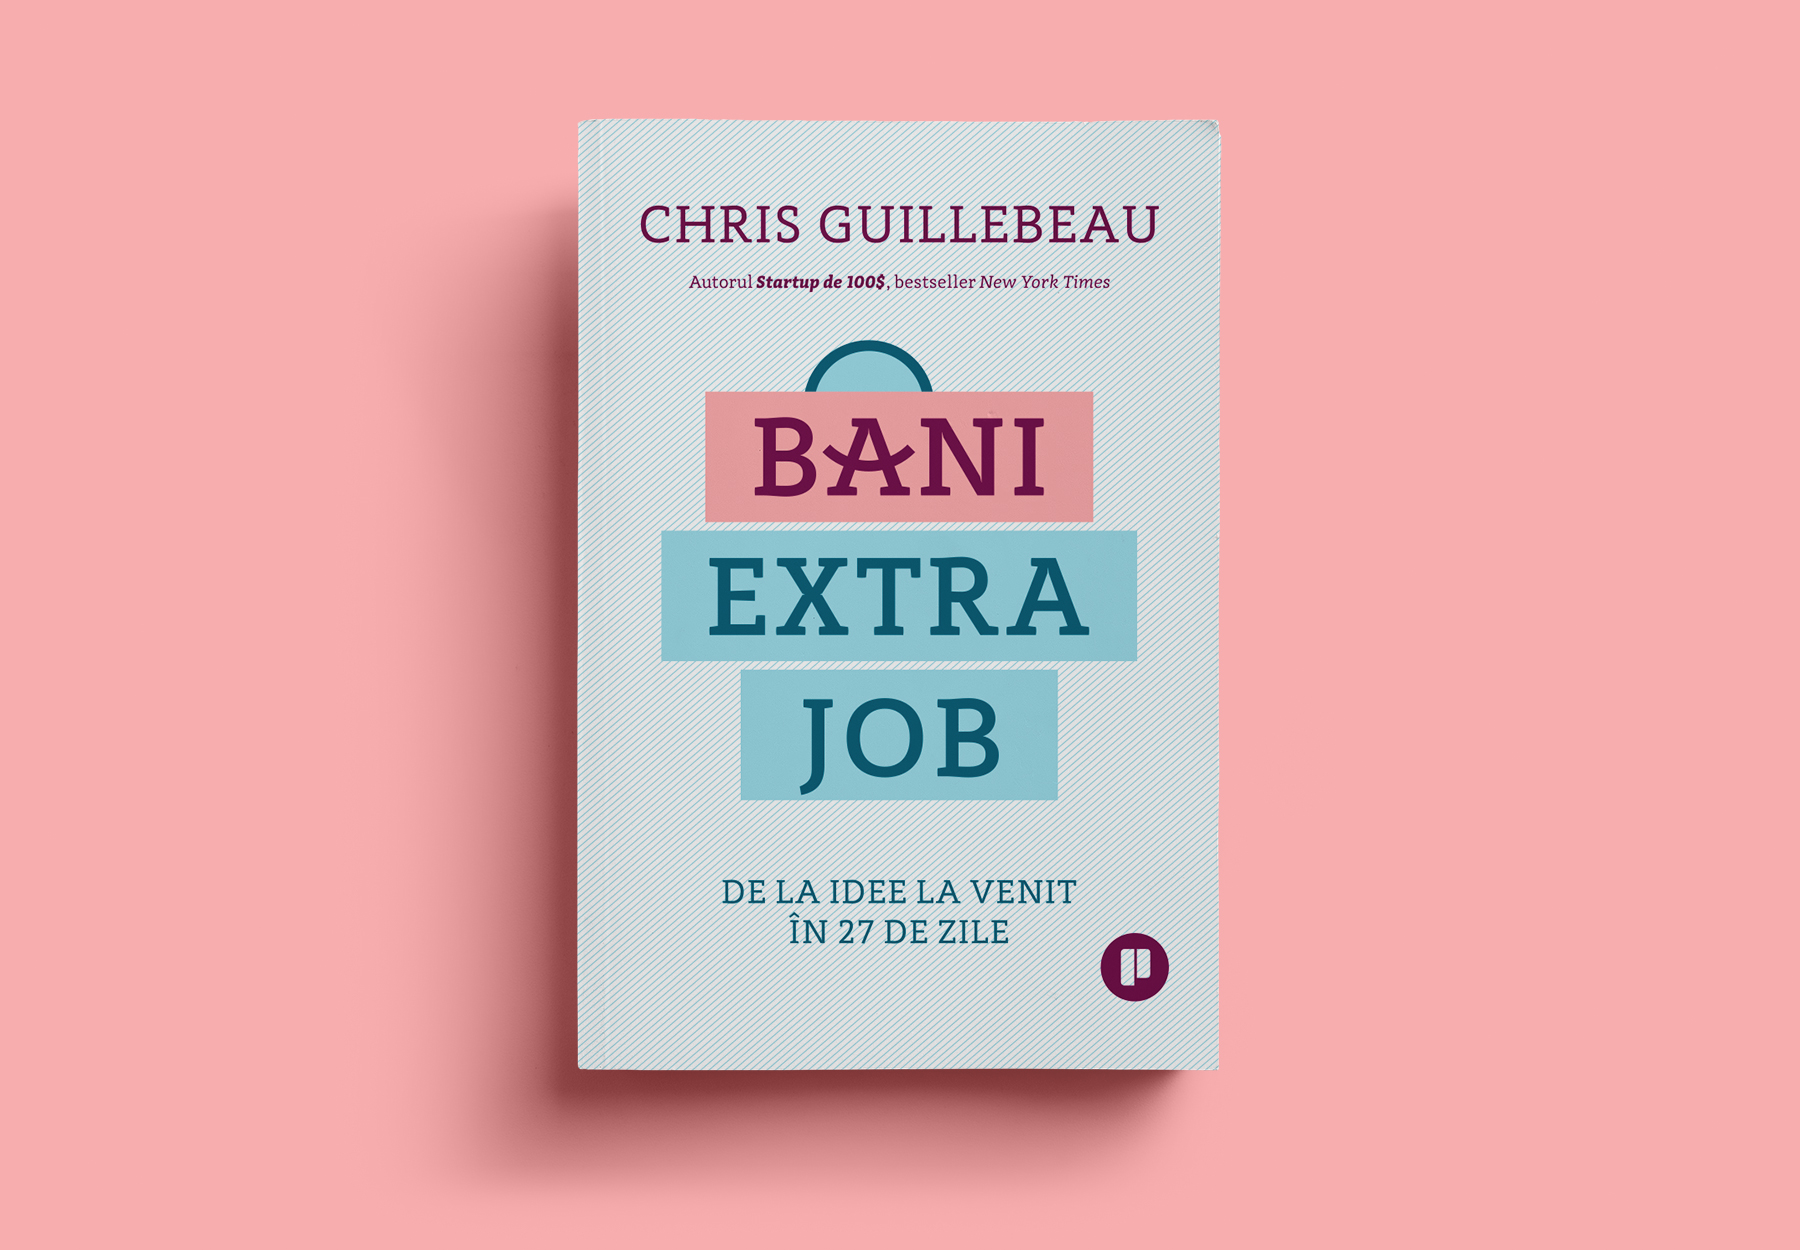 CHRIS GUILLEBEAU
Autorul Startup de 100$, bestseller New York Times
BANI
EXTRA
JOB
DE LA IDEE LA VENIT
ÎN 27 DE ZILE